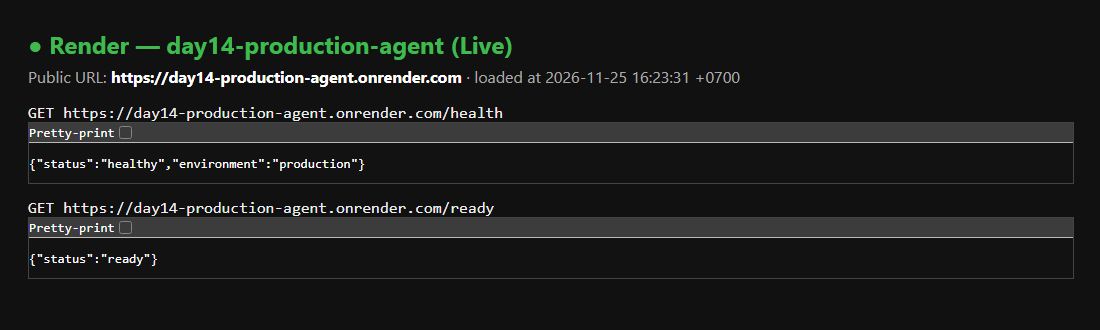 ● Render — day14-production-agent (Live)
Public URL: https://day14-production-agent.onrender.com · loaded at 2026-11-25 16:23:31 +0700
GET https://day14-production-agent.onrender.com/health
Pretty-print
{"status":"healthy","environment":"production"}
GET https://day14-production-agent.onrender.com/ready
Pretty-print
{"status":"ready"}